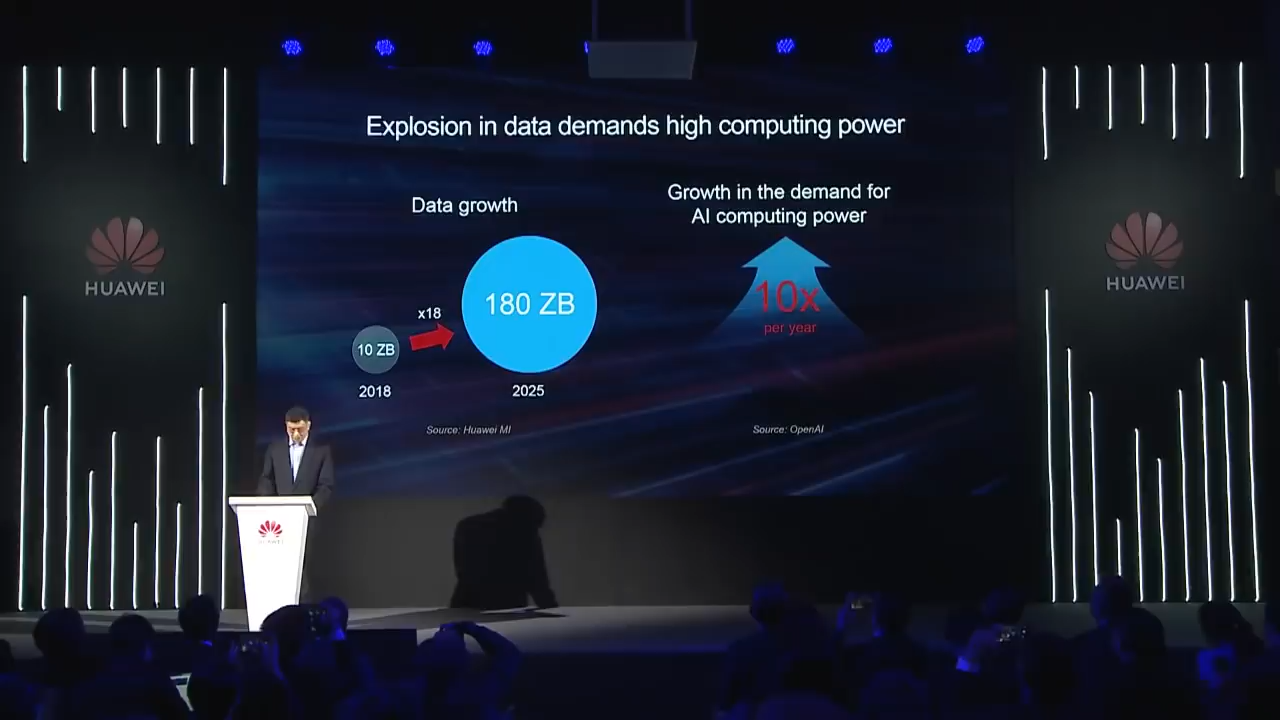 Explosion in data demands high computing power
Data growth
Growth in the demand for
AI computing power
10 ZB
x18
180 ZB
10x
per year
2018
2025
Source: Huawei MI
Source: OpenAI
HUAWEI
HUAWEI
HUAWEI